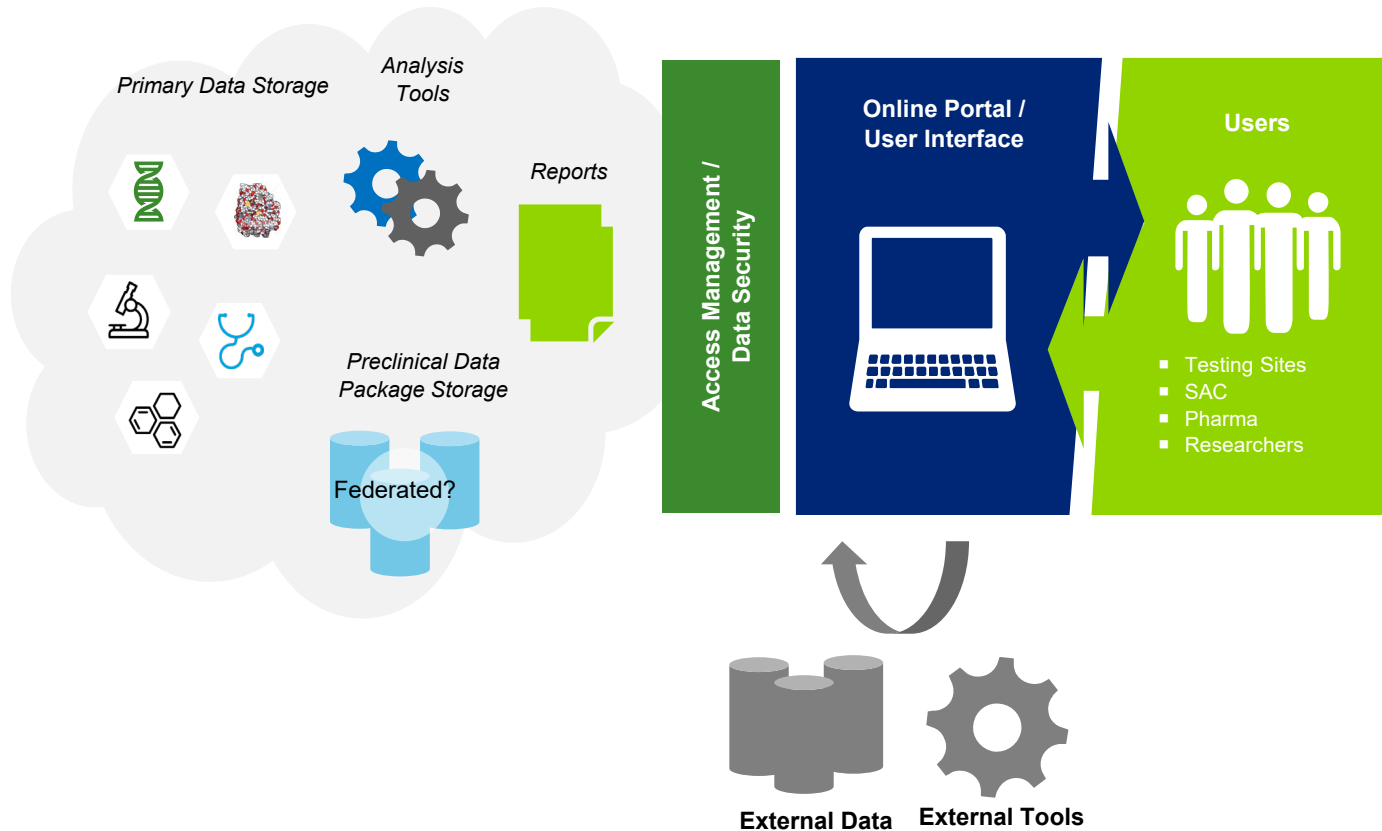 Primary Data Storage
Analysis
Tools
Reports
Preclinical Data
Package Storage
Federated?
Access Management /
Data Security
Online Portal /
User Interface
Users
Testing Sites
SAC
Pharma
Researchers
External Data
External Tools